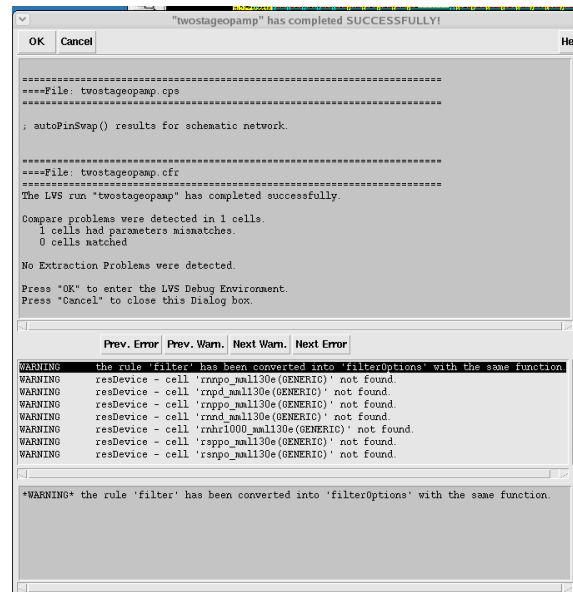 "twostageopamp" has completed SUCCESSFULLY!
OK Cancel He
========================================================================
====File: twostageopamp.cps
========================================================================
; autoPinSwap() results for schematic network.
========================================================================
====File: twostageopamp.cfr
========================================================================
The LVS run "twostageopamp" has completed successfully.
Compare problems were detected in 1 cells.
1 cells had parameters mismatches.
0 cells matched
No Extraction Problems were detected.
Press "OK" to enter the LVS Debug Environment.
Press "Cancel" to close this Dialog box.
Prev. Error Prev. Warn. Next Warn. Next Error
WARNING the rule 'filter' has been converted into 'filterOptions' with the same function.
WARNING resDevice - cell 'rnnpo_mml130e(GENERIC)' not found.
WARNING resDevice - cell 'rnpd_mml130e(GENERIC)' not found.
WARNING resDevice - cell 'rnppo_mml130e(GENERIC)' not found.
WARNING resDevice - cell 'rnnd_mml130e(GENERIC)' not found.
WARNING resDevice - cell 'rnhr1000_mml130e(GENERIC)' not found.
WARNING resDevice - cell 'rsppo_mml130e(GENERIC)' not found.
WARNING resDevice - cell 'rsnpo_mml130e(GENERIC)' not found.
*WARNING* the rule 'filter' has been converted into 'filterOptions' with the same function.